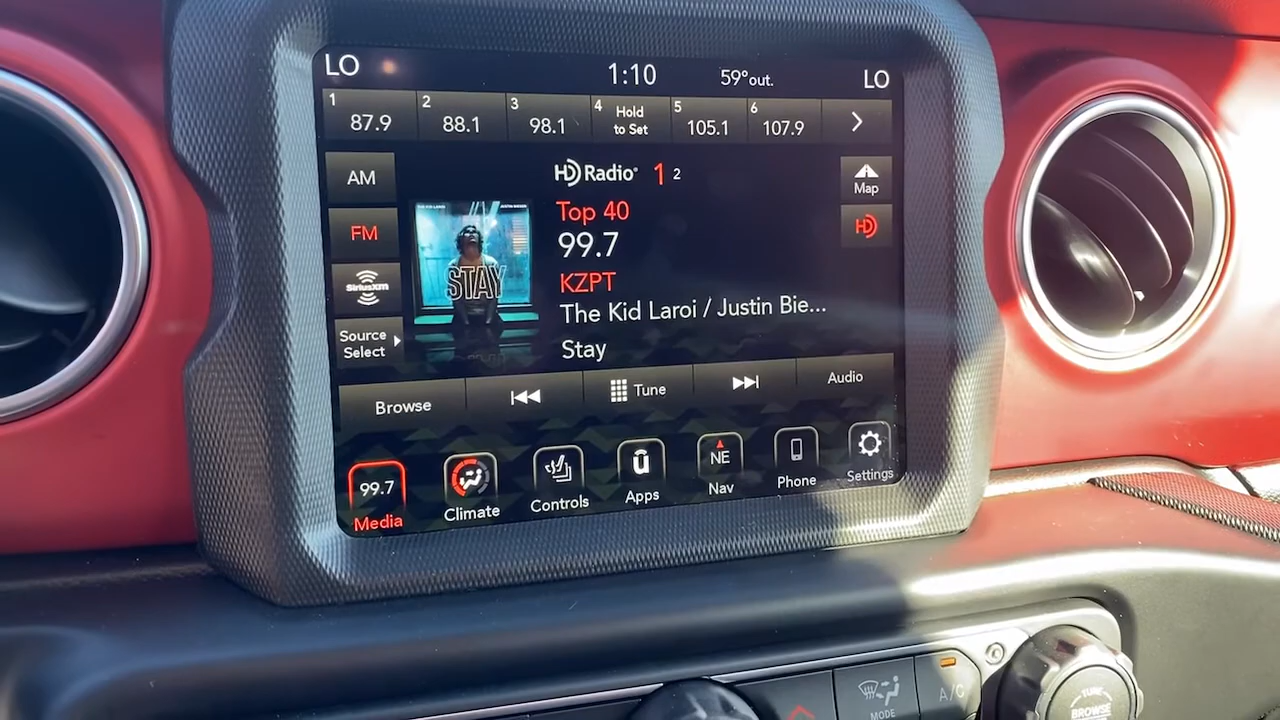 LO 1:10 59°out. LO
1 87.9 2 88.1 3 98.1 4 Hold to Set 5 105.1 6 107.9
AM
HD Radio 1 2
Map
Top 40
FM
HD
99.7
STAY
KZPT
SiriusXM
The Kid Laroi / Justin Bie...
Source
Select
Stay
Browse Tune Audio
99.7 û NE
Media Climate Controls Apps Nav Phone Settings
MODE
A/C
TUNE
BROWSE